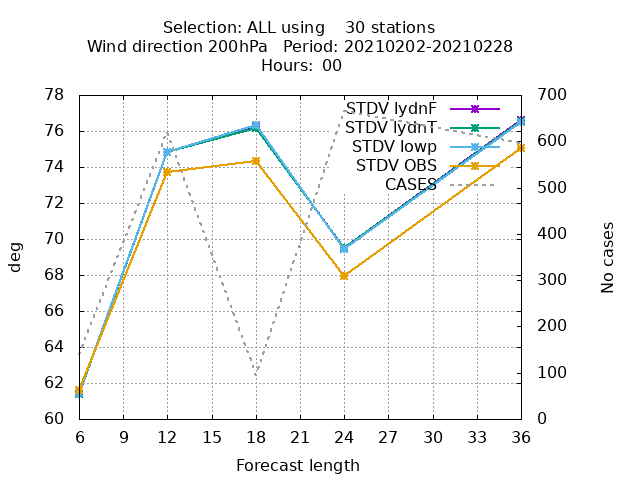 Selection: ALL using    30 stations
Wind direction 200hPa   Period: 20210202-20210228
Hours: 00
78
76
74
72
70
68
66
64
62
60
deg
700
600
500
400
300
200
100
0
No cases
STDV lydnF
STDV lydnT
STDV lowp
STDV OBS
CASES
6 9 12 15 18 21 24 27 30 33 36
Forecast length